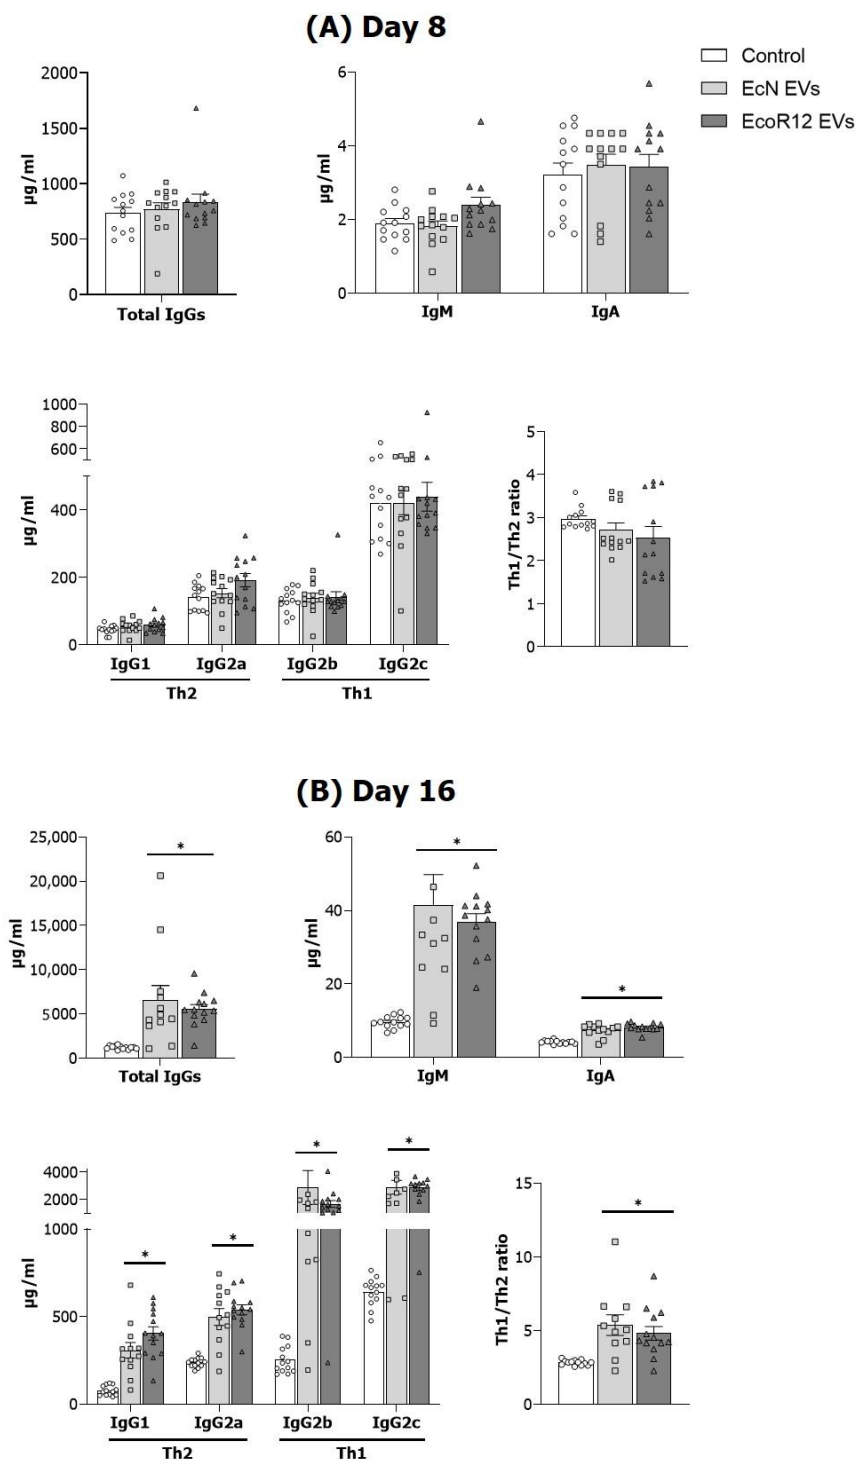 (A) Day 8
Control
EcN EVs
EcoR12 EVs
2000
1500
1000
500
0
µg/ml
Total IgGs
6
4
2
0
µg/ml
IgM IgA
1000
800
600
400
200
0
µg/ml
IgG1 IgG2a IgG2b IgG2c
Th2 Th1
5
4
3
2
1
0
Th1/Th2 ratio
(B) Day 16
25,000
20,000
15,000
10,000
5000
0
µg/ml
*
Total IgGs
60
40
20
0
µg/ml
*
*
IgM IgA
4000
2000
1000
500
0
µg/ml
*
*
*
*
IgG1 IgG2a IgG2b IgG2c
Th2 Th1
15
10
5
0
Th1/Th2 ratio
*